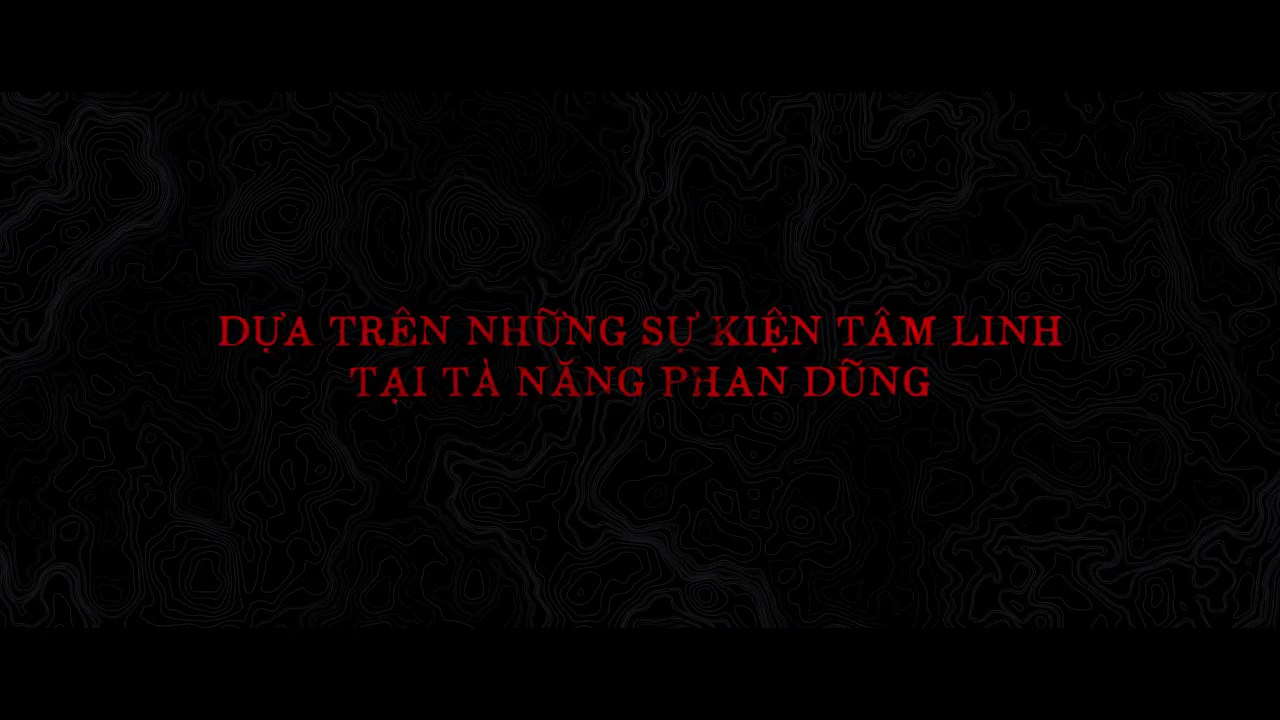 DỰA TRÊN NHỮNG SỰ KIỆN TÂM LINH
TẠI TÀ NĂNG PHAN DŨNG